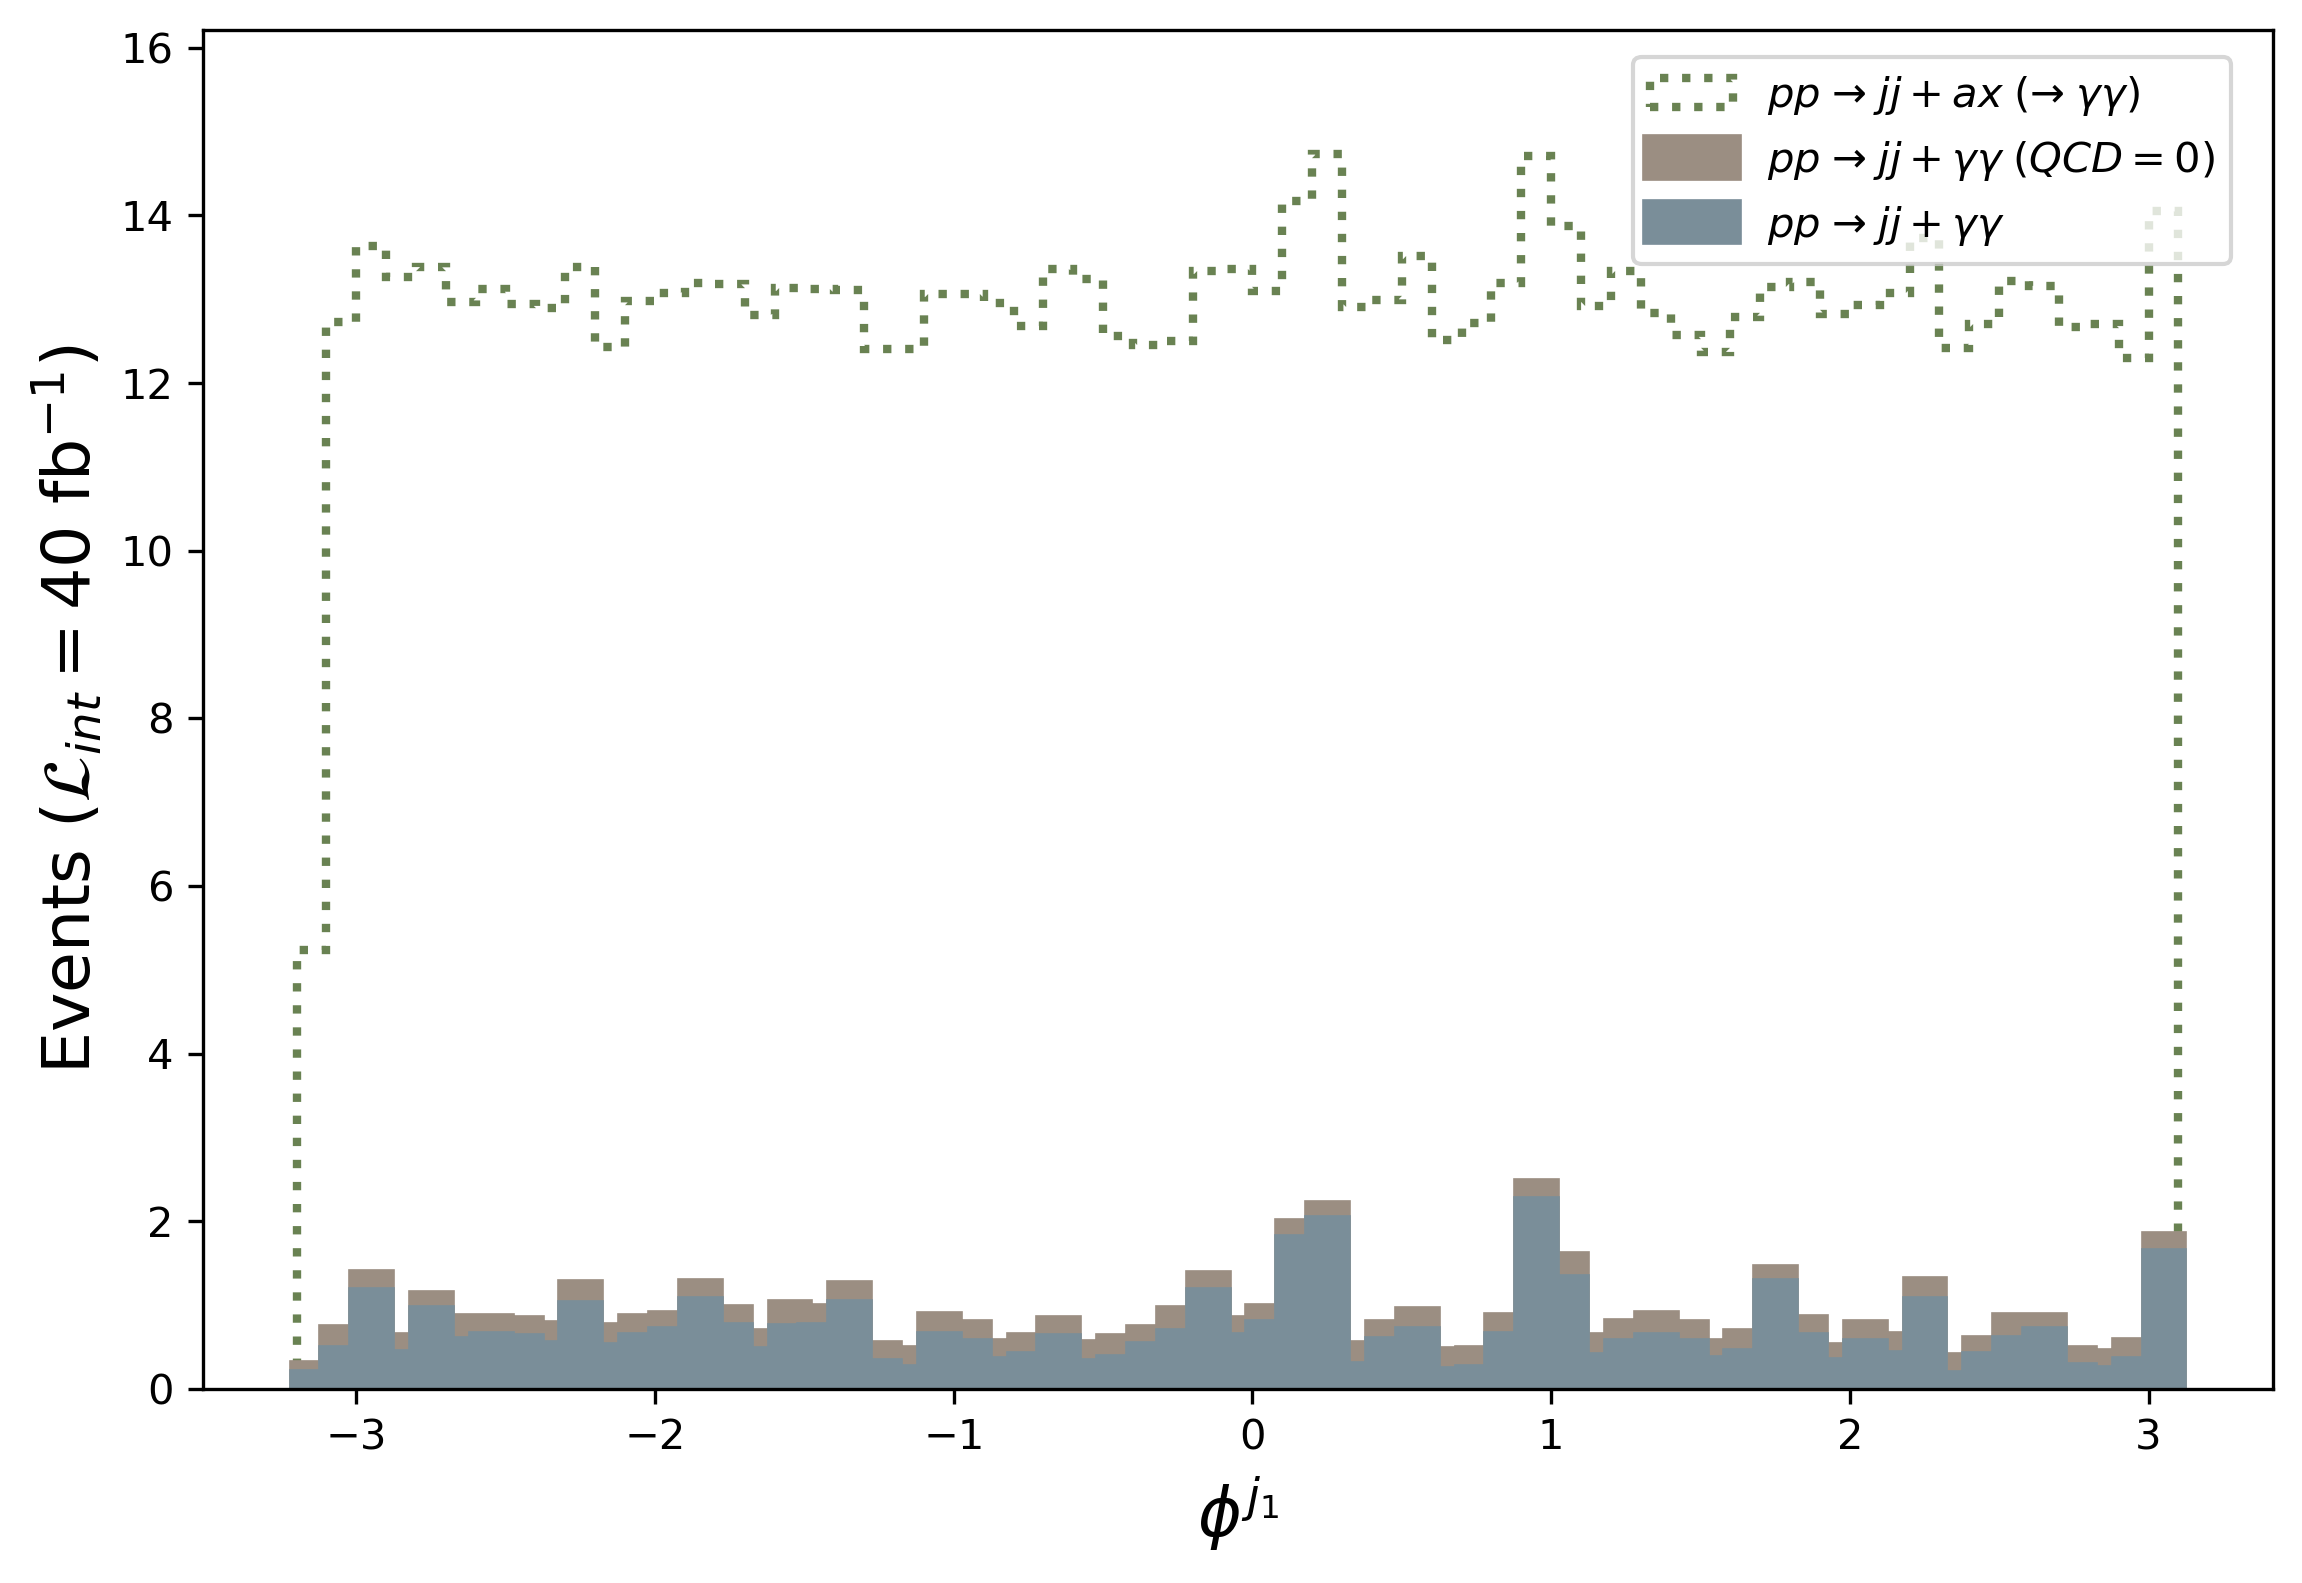 16
14
12
10
8
6
4
2
0
Events (ℒ_int = 40 fb⁻¹)
pp → jj + ax (→ γγ)
pp → jj + γγ (QCD = 0)
pp → jj + γγ
−3 −2 −1 0 1 2 3
ϕ^{j₁}